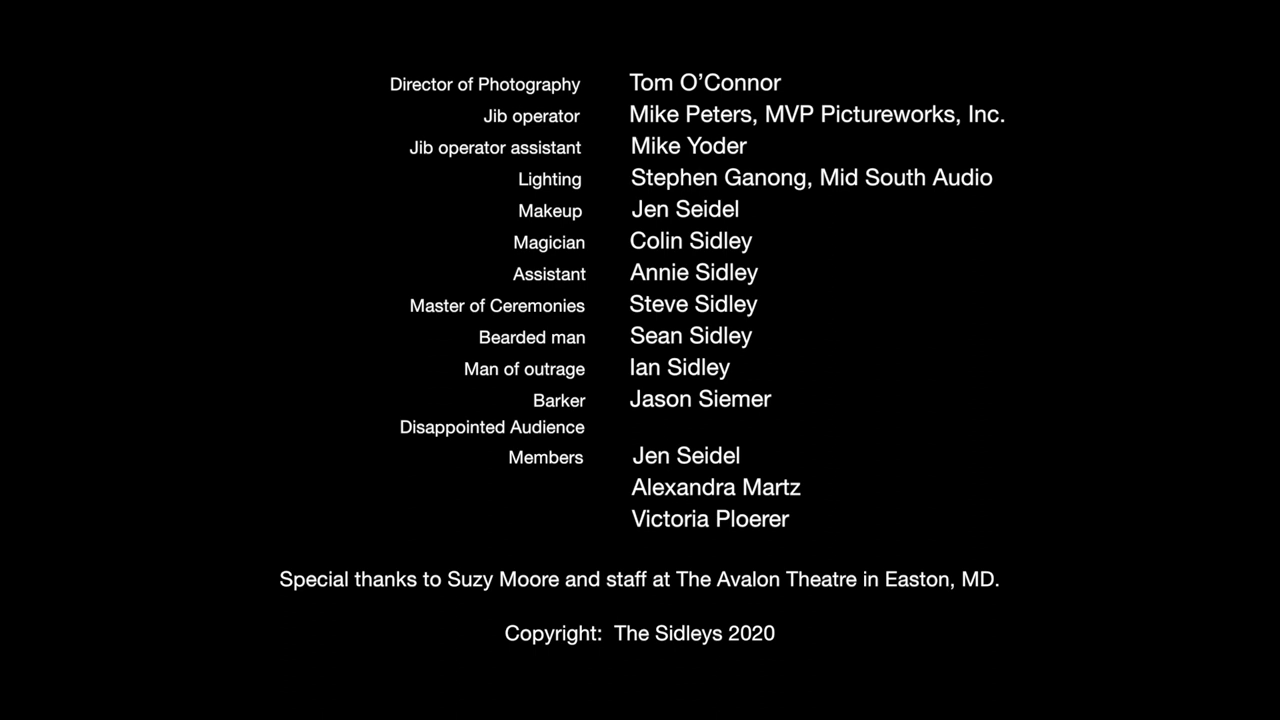 Director of Photography Tom O’Connor
Jib operator Mike Peters, MVP Pictureworks, Inc.
Jib operator assistant Mike Yoder
Lighting Stephen Ganong, Mid South Audio
Makeup Jen Seidel
Magician Colin Sidley
Assistant Annie Sidley
Master of Ceremonies Steve Sidley
Bearded man Sean Sidley
Man of outrage Ian Sidley
Barker Jason Siemer
Disappointed Audience
Members Jen Seidel
Alexandra Martz
Victoria Ploerer
Special thanks to Suzy Moore and staff at The Avalon Theatre in Easton, MD.
Copyright:  The Sidleys 2020